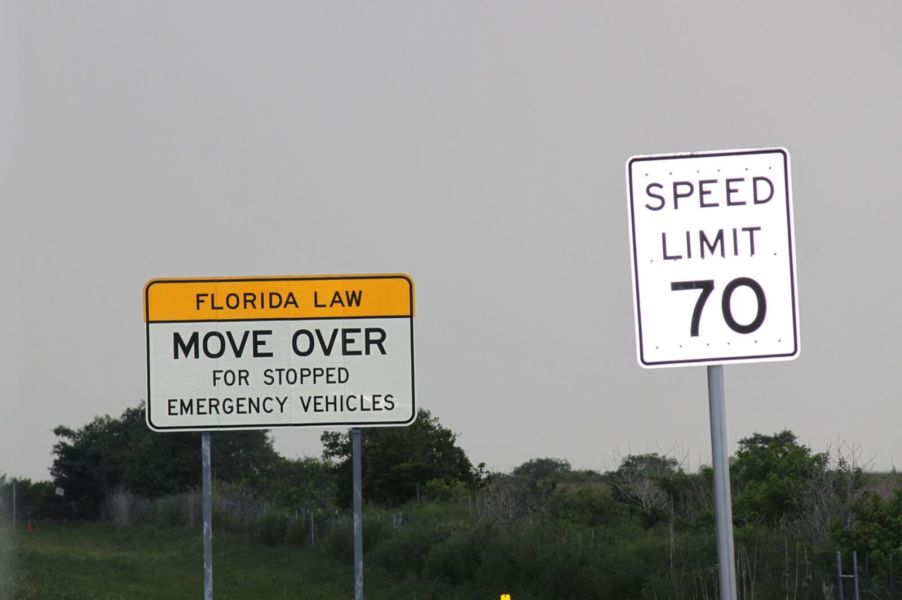 FLORIDA LAW
MOVE OVER
FOR STOPPED
EMERGENCY VEHICLES
SPEED
LIMIT
70